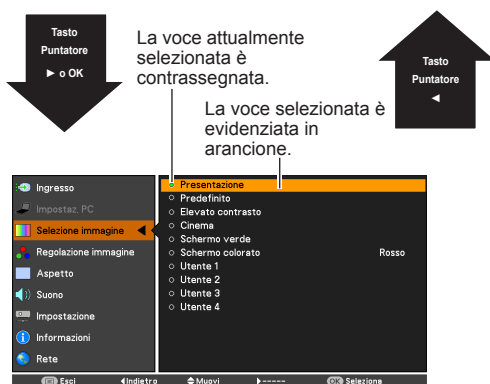 Tasto
Puntatore
► o OK
La voce attualmente
selezionata è
contrassegnata.
Tasto
Puntatore
◄
La voce selezionata è
evidenziata in
arancione.
Ingresso
Impostaz. PC
Selezione immagine
Regolazione immagine
Aspetto
Suono
Impostazione
Informazioni
Rete
Presentazione
Predefinito
Elevato contrasto
Cinema
Schermo verde
Schermo colorato Rosso
Utente 1
Utente 2
Utente 3
Utente 4
Esci ◄Indietro Muovi ►----- OK Selezione